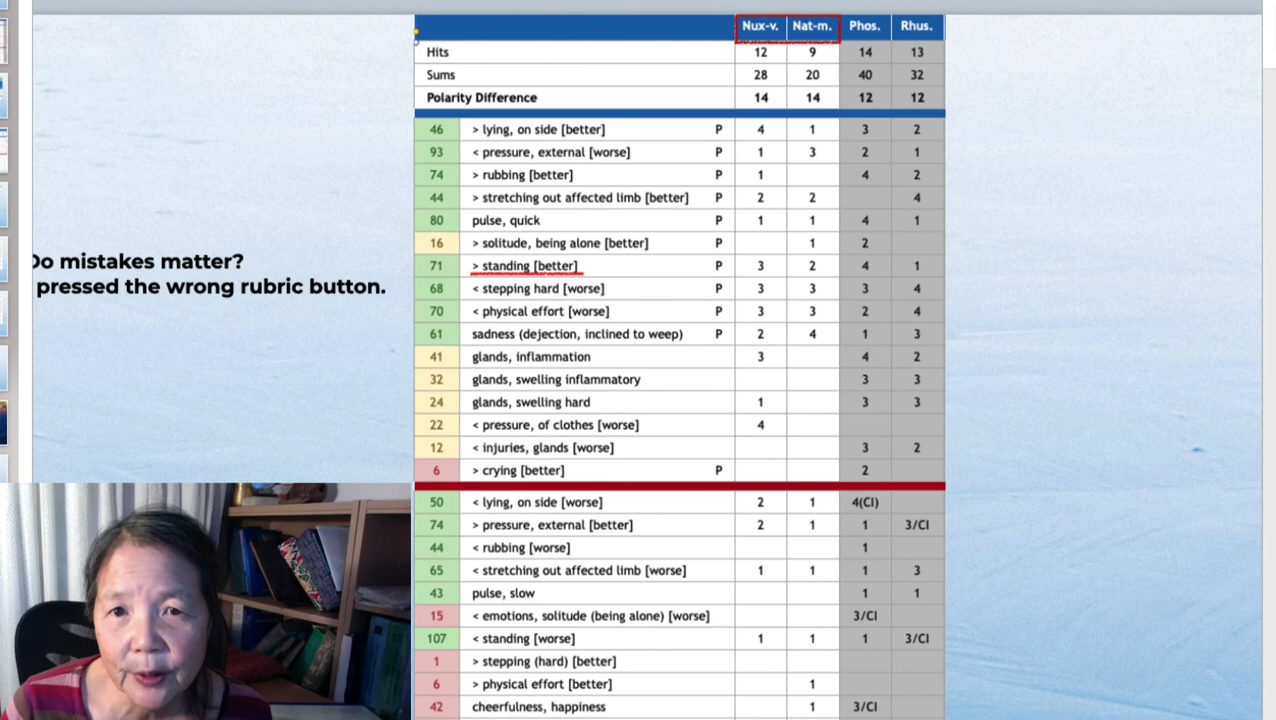 Do mistakes matter?
pressed the wrong rubric button.
Nux-v. Nat-m. Phos. Rhus.
Hits 12 9 14 13
Sums 28 20 40 32
Polarity Difference 14 14 12 12
46 > lying, on side [better] P 4 1 3 2
93 < pressure, external [worse] P 1 3 2 1
74 > rubbing [better] P 1 4 2
44 > stretching out affected limb [better] P 2 2 4
80 pulse, quick P 1 1 4 1
16 > solitude, being alone [better] P 1 2
71 > standing [better] P 3 2 4 1
68 < stepping hard [worse] P 3 3 3 4
70 < physical effort [worse] P 3 3 2 4
61 sadness (dejection, inclined to weep) P 2 4 1 3
41 glands, inflammation 3 4 2
32 glands, swelling inflammatory 3 3
24 glands, swelling hard 1 3 3
22 < pressure, of clothes [worse] 4
12 < injuries, glands [worse] 3 2
6 > crying [better] P 2
50 < lying, on side [worse] 2 1 4(CI)
74 > pressure, external [better] 2 1 1 3/CI
44 < rubbing [worse] 1
65 < stretching out affected limb [worse] 1 1 1 3
43 pulse, slow 1 1
15 < emotions, solitude (being alone) [worse] 3/CI
107 < standing [worse] 1 1 1 3/CI
1 > stepping (hard) [better]
6 > physical effort [better] 1
42 cheerfulness, happiness 1 3/CI